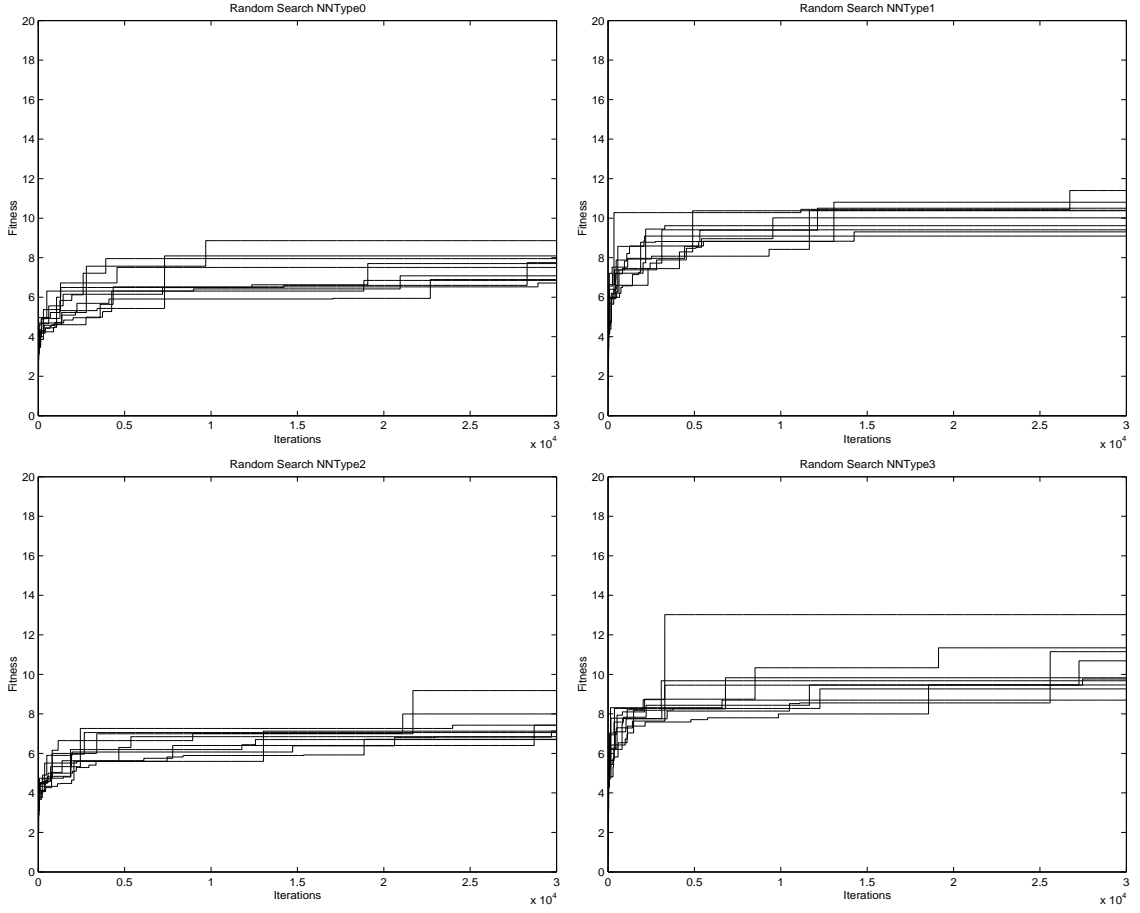 Random Search NNType0
20
18
16
14
12
10
8
6
4
2
0
Fitness
0 0.5 1 1.5 2 2.5 3
Iterations
x 10^4
Random Search NNType1
20
18
16
14
12
10
8
6
4
2
0
Fitness
0 0.5 1 1.5 2 2.5 3
Iterations
x 10^4
Random Search NNType2
20
18
16
14
12
10
8
6
4
2
0
Fitness
0 0.5 1 1.5 2 2.5 3
Iterations
x 10^4
Random Search NNType3
20
18
16
14
12
10
8
6
4
2
0
Fitness
0 0.5 1 1.5 2 2.5 3
Iterations
x 10^4